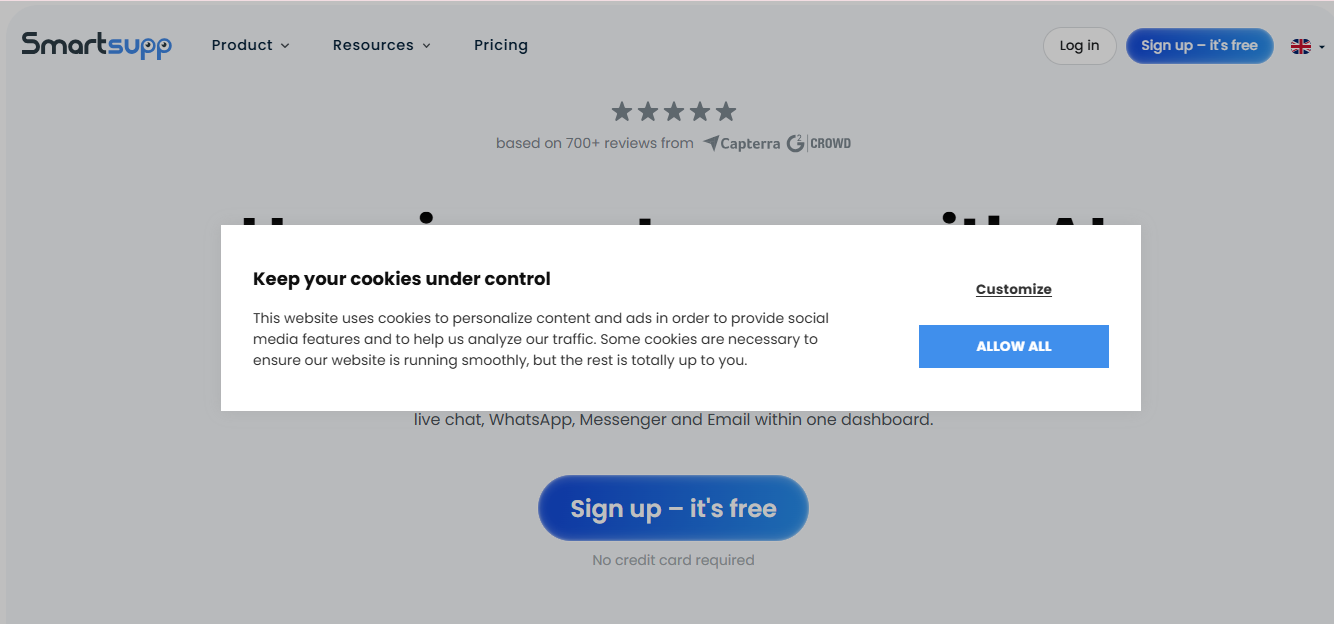 Smartsupp
Product
Resources
Pricing
Log in
Sign up – it's free
based on 700+ reviews from Capterra G2 | CROWD
Keep your cookies under control
This website uses cookies to personalize content and ads in order to provide social
media features and to help us analyze our traffic. Some cookies are necessary to
ensure our website is running smoothly, but the rest is totally up to you.
Customize
ALLOW ALL
live chat, WhatsApp, Messenger and Email within one dashboard.
Sign up – it's free
No credit card required